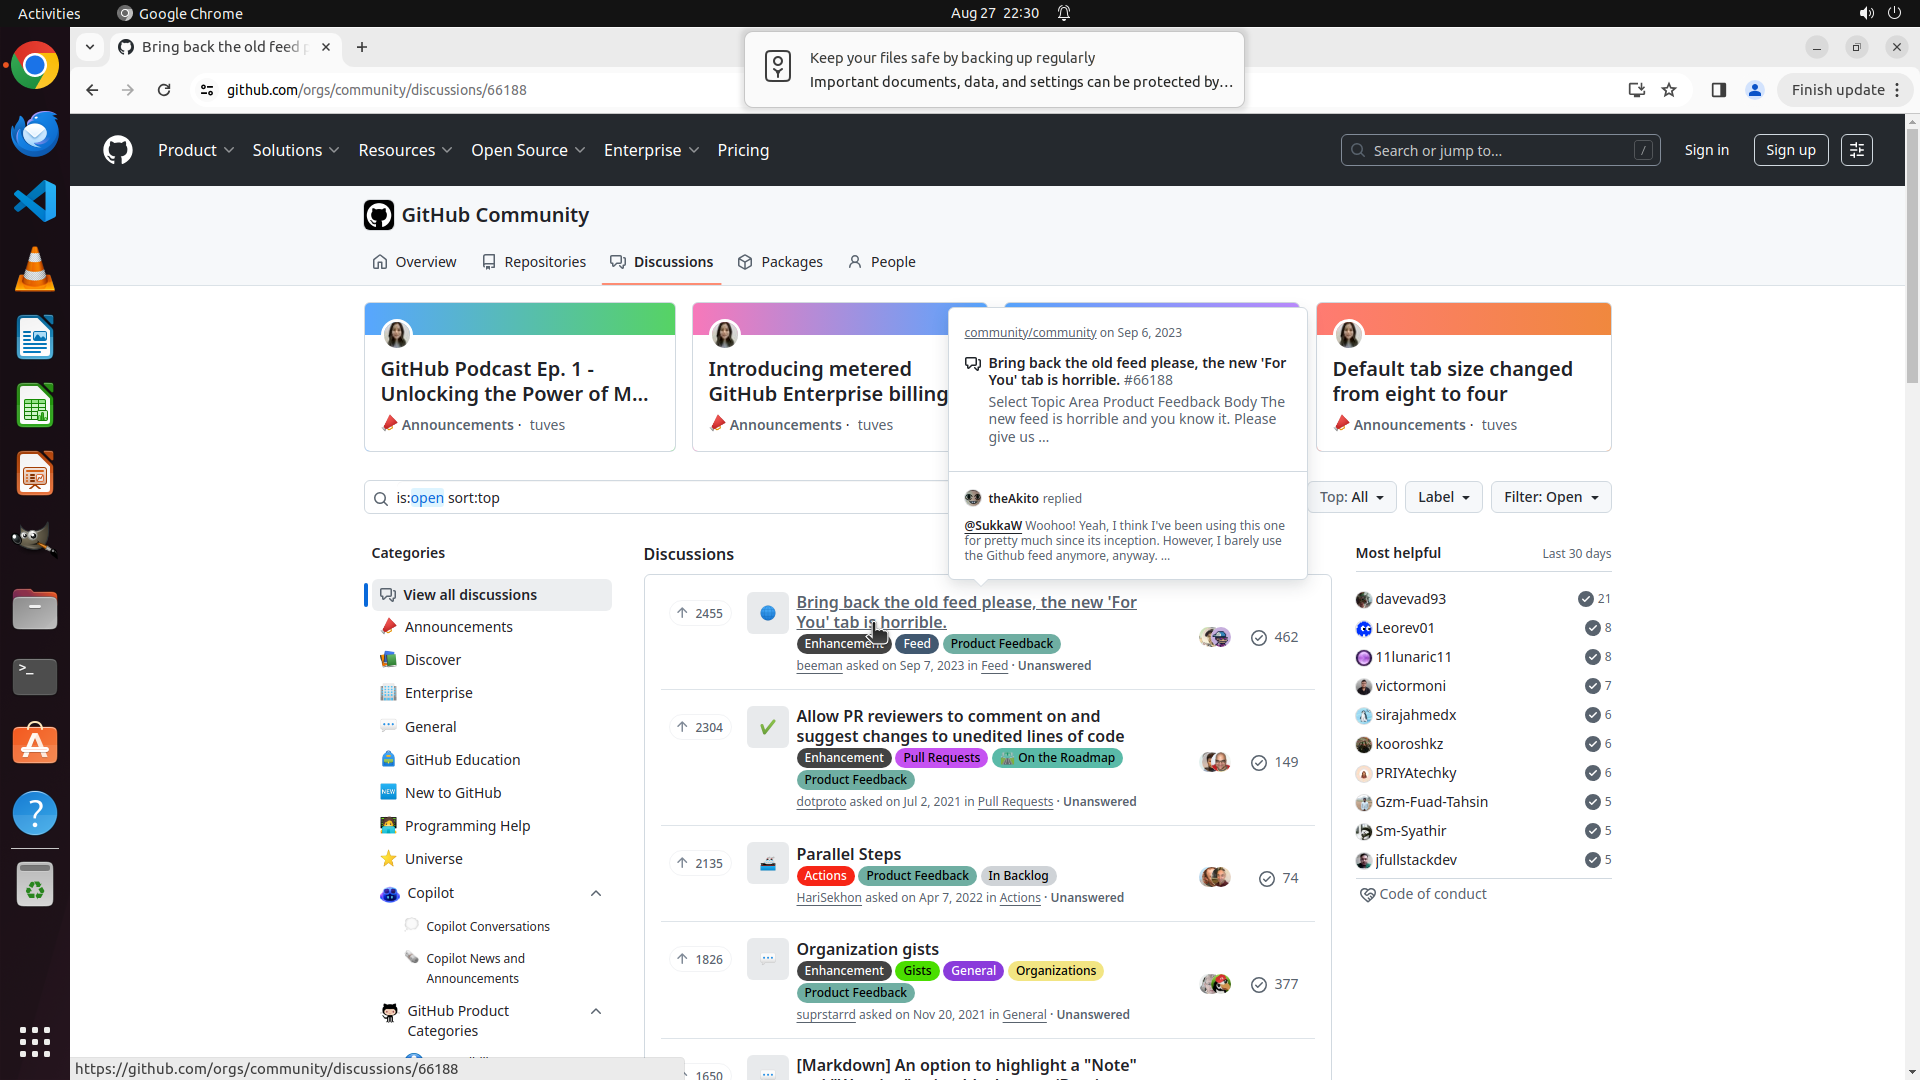 Activities
Google Chrome
Aug 27 22:30
Bring back the old feed
Keep your files safe by backing up regularly
Important documents, data, and settings can be protected by…
github.com/orgs/community/discussions/66188
Finish update
Product
Solutions
Resources
Open Source
Enterprise
Pricing
Search or jump to...
/
Sign in
Sign up
GitHub Community
Overview
Repositories
Discussions
Packages
People
GitHub Podcast Ep. 1 -
Unlocking the Power of M...
Announcements · tuves
Introducing metered
GitHub Enterprise billing
Announcements · tuves
Default tab size changed
from eight to four
Announcements · tuves
community/community on Sep 6, 2023
Bring back the old feed please, the new 'For
You' tab is horrible. #66188
Select Topic Area Product Feedback Body The
new feed is horrible and you know it. Please
give us ...
theAkito replied
@SukkaW Woohoo! Yeah, I think I've been using this one
for pretty much since its inception. However, I barely use
the Github feed anymore, anyway. ...
is:open sort:top
Top: All
Label
Filter: Open
Categories
View all discussions
Announcements
Discover
Enterprise
General
GitHub Education
New to GitHub
Programming Help
Universe
Copilot
Copilot Conversations
Copilot News and
Announcements
GitHub Product
Categories
Discussions
2455
Bring back the old feed please, the new 'For
You' tab is horrible.
Enhancement Feed Product Feedback
beeman asked on Sep 7, 2023 in Feed · Unanswered
462
2304
Allow PR reviewers to comment on and
suggest changes to unedited lines of code
Enhancement Pull Requests On the Roadmap
Product Feedback
dotproto asked on Jul 2, 2021 in Pull Requests · Unanswered
149
2135
Parallel Steps
Actions Product Feedback In Backlog
HariSekhon asked on Apr 7, 2022 in Actions · Unanswered
74
1826
Organization gists
Enhancement Gists General Organizations
Product Feedback
suprstarrd asked on Nov 20, 2021 in General · Unanswered
377
1650
[Markdown] An option to highlight a "Note"
Most helpful
Last 30 days
davevad93 21
Leorev01 8
11lunaric11 8
victormoni 7
sirajahmedx 6
kooroshkz 6
PRIYAtechky 6
Gzm-Fuad-Tahsin 5
Sm-Syathir 5
jfullstackdev 5
Code of conduct
https://github.com/orgs/community/discussions/66188